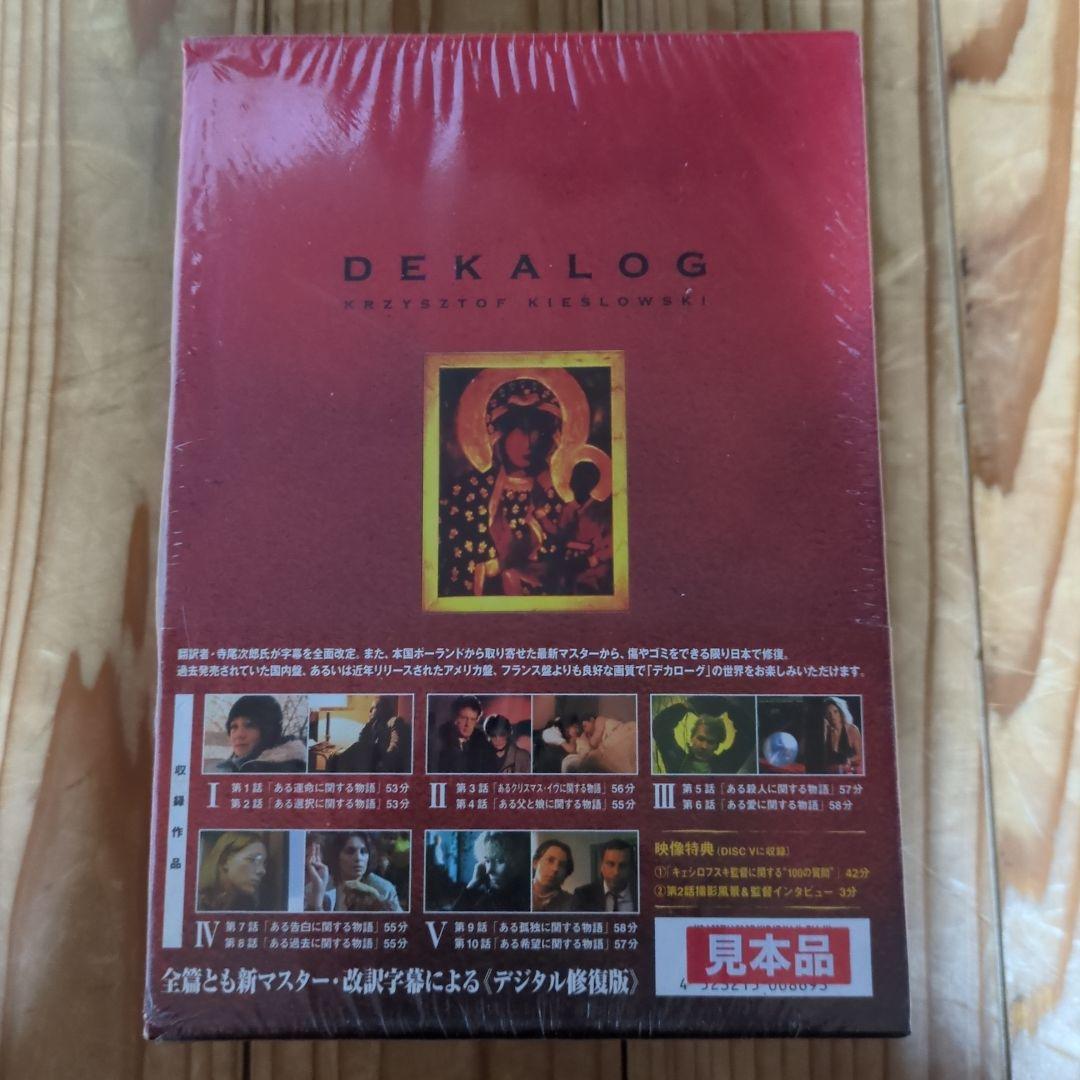 DEKALOG
KRZYSZTOF KIEŚLOWSKI
翻訳者・寺尾次郎氏が字幕を全面改定。また、本国ポーランドから取り寄せた最新マスターから、傷やゴミをできる限り日本で修復。
過去発売されていた国内盤、あるいは近年リリースされたアメリカ盤、フランス盤よりも良好な画質で「デカローグ」の世界をお楽しみいただけます。
収録作品
I 第1話「ある運命に関する物語」53分
第2話「ある選択に関する物語」53分
II 第3話「あるクリスマス・イヴに関する物語」56分
第4話「ある父と娘に関する物語」55分
III 第5話「ある殺人に関する物語」57分
第6話「ある愛に関する物語」58分
IV 第7話「ある告白に関する物語」55分
第8話「ある過去に関する物語」55分
V 第9話「ある孤独に関する物語」58分
第10話「ある希望に関する物語」57分
映像特典(DISC Vに収録)
①「キェシロフスキ監督に関する"100の質問"」42分
②第2話撮影風景&監督インタビュー 3分
見本品
全篇とも新マスター・改訳字幕による《デジタル修復版》